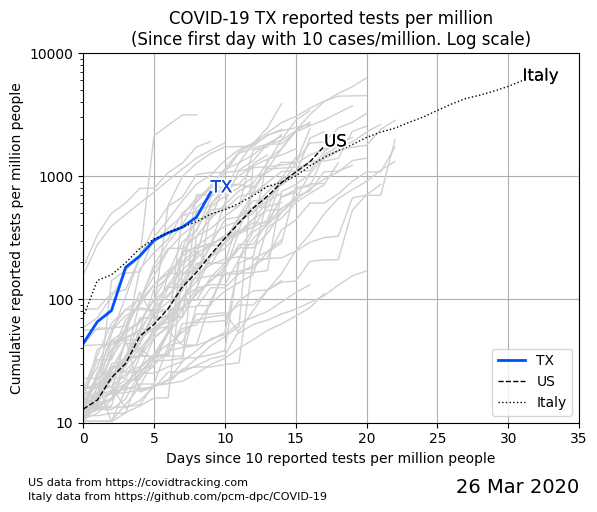 COVID-19 TX reported tests per million
(Since first day with 10 cases/million. Log scale)
Cumulative reported tests per million people
10000
1000
100
10
Italy
US
TX
TX
US
Italy
0 5 10 15 20 25 30 35
Days since 10 reported tests per million people
US data from https://covidtracking.com
Italy data from https://github.com/pcm-dpc/COVID-19
26 Mar 2020